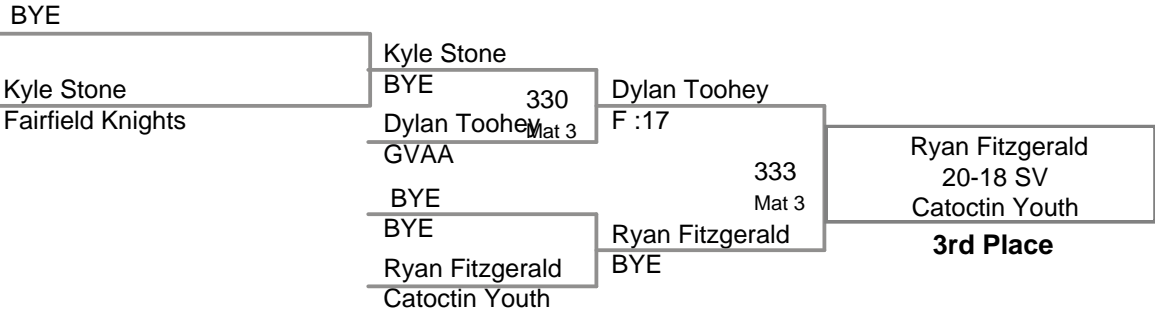 BYE
Kyle Stone
Fairfield Knights
Kyle Stone
BYE
330
Mat 3
Dylan Toohey
GVAA
BYE
BYE
Ryan Fitzgerald
Catoctin Youth
Dylan Toohey
F :17
333
Mat 3
Ryan Fitzgerald
BYE
Ryan Fitzgerald
20-18 SV
Catoctin Youth
3rd Place